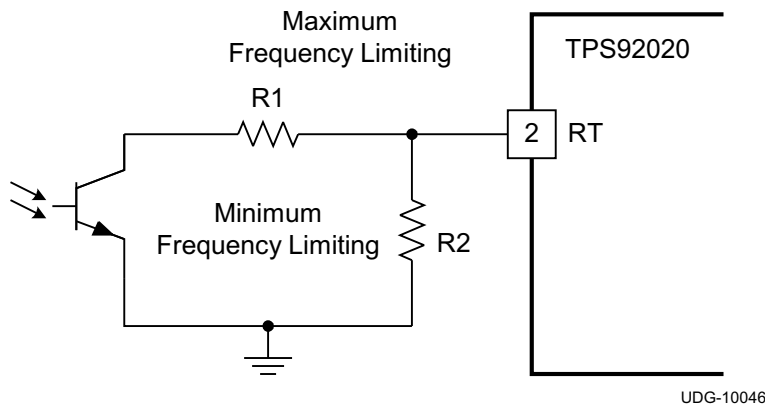 Maximum
Frequency Limiting
R1
TPS92020
2
RT
Minimum
Frequency Limiting
R2
UDG-10046